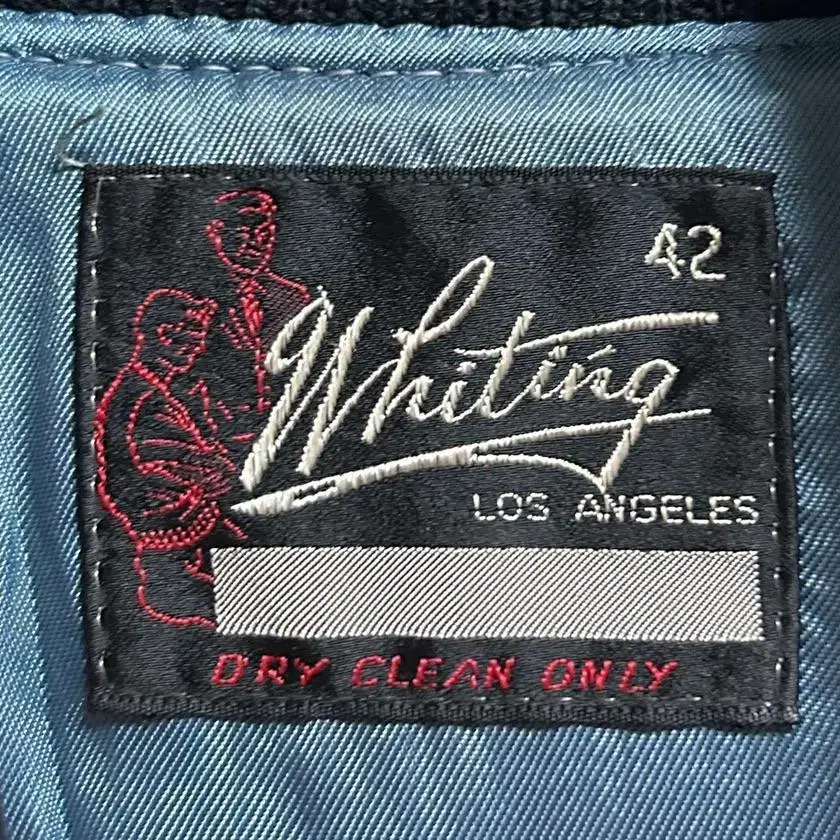 42
Whiting
LOS ANGELES
DRY CLEAN ONLY